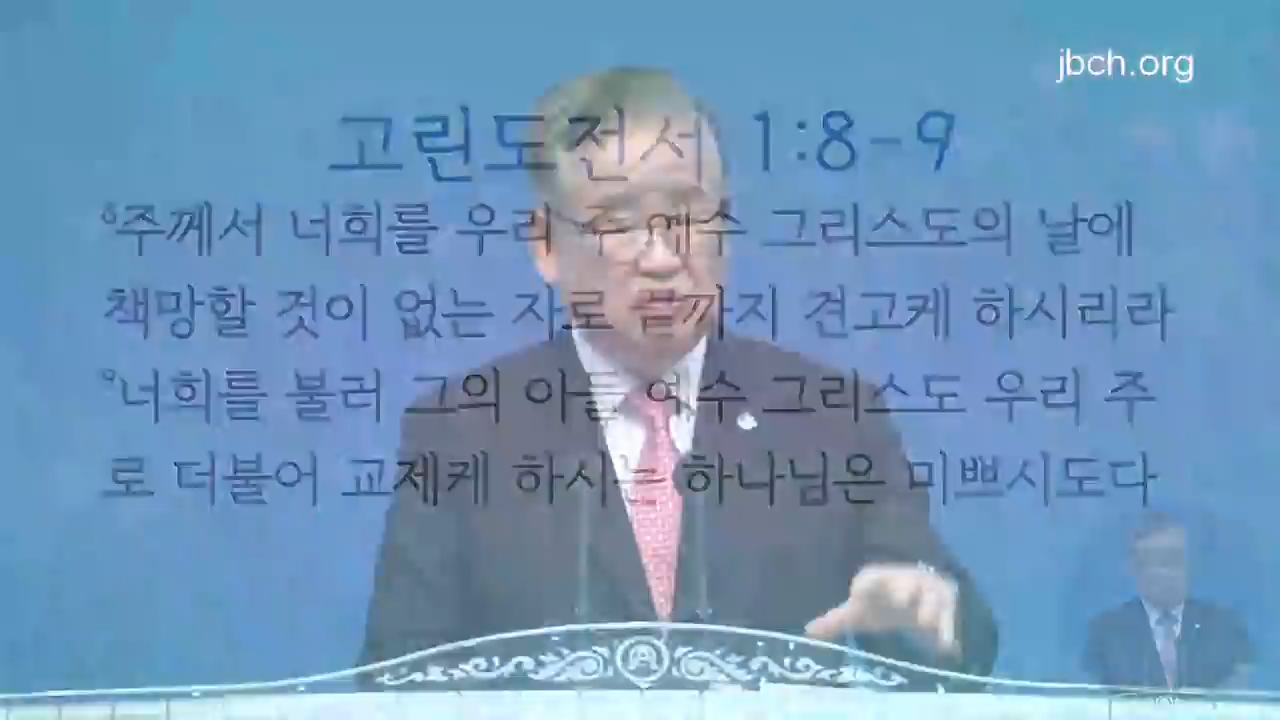 jbch.org
고린도전서 1:8-9
⁸주께서 너희를 우리 주 예수 그리스도의 날에
책망할 것이 없는 자로 끝까지 견고케 하시리라
⁹너희를 불러 그의 아들 예수 그리스도 우리 주
로 더불어 교제케 하시는 하나님은 미쁘시도다